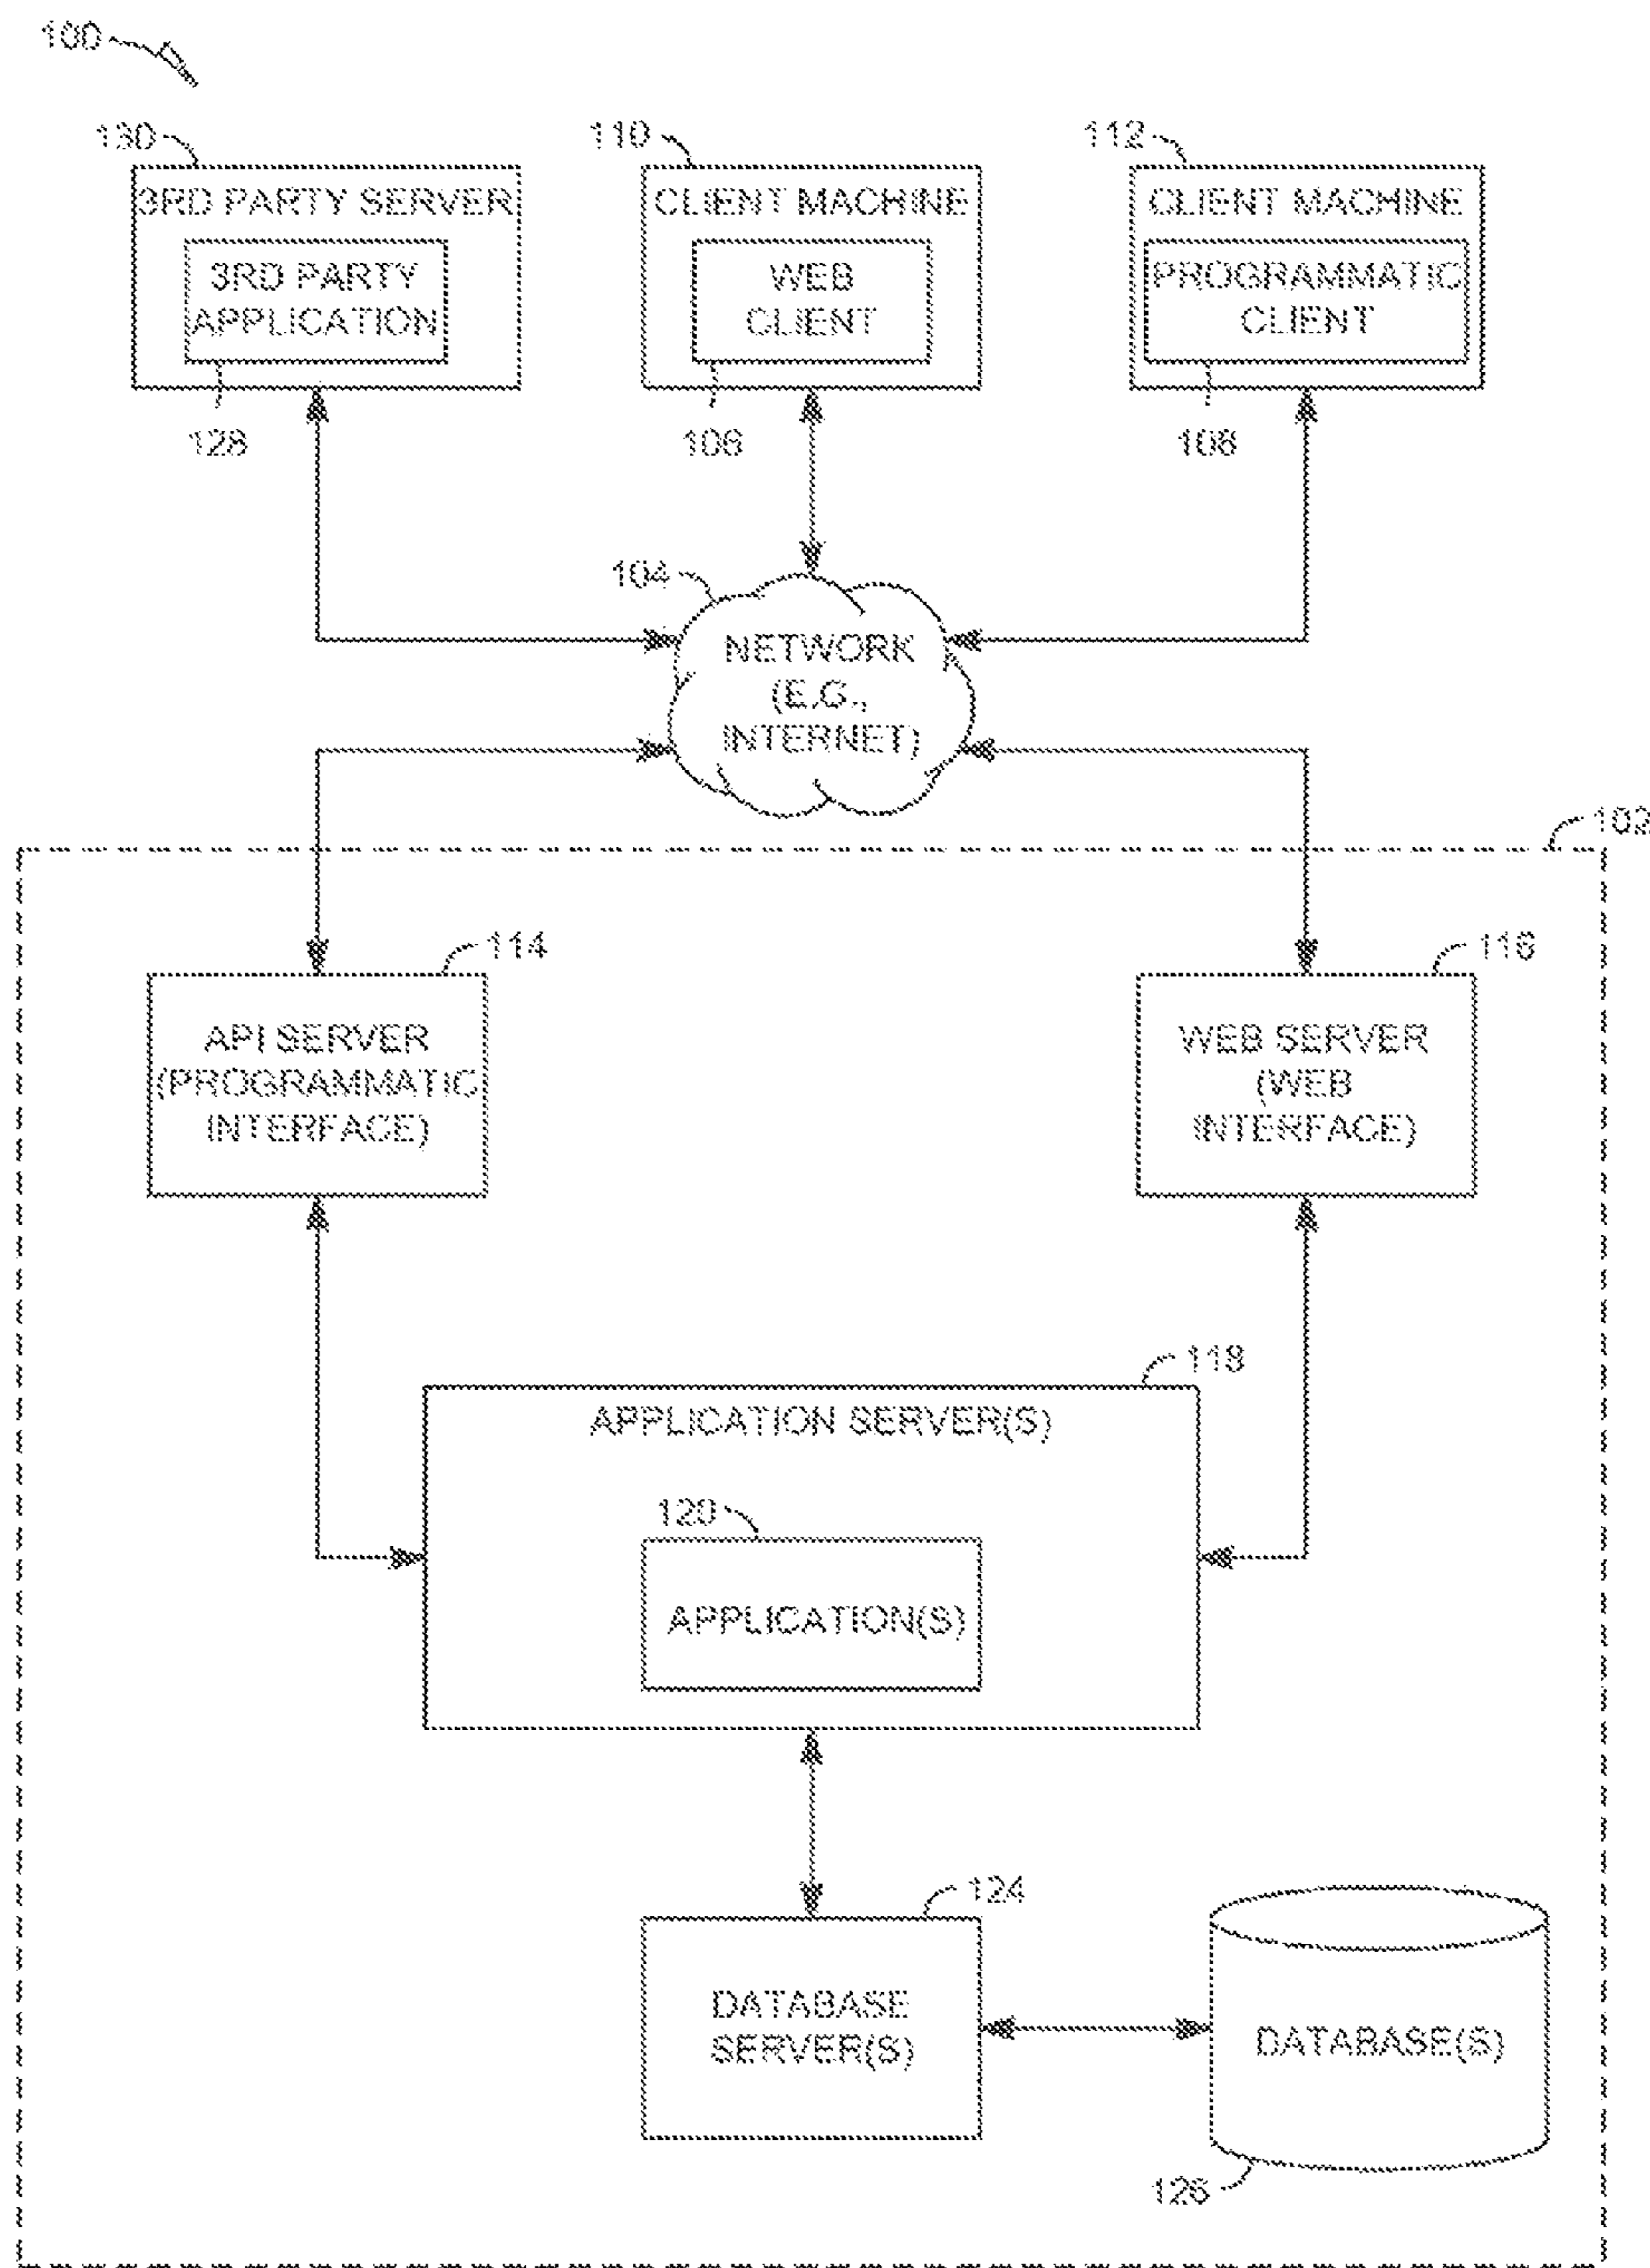 100
130
110
112
3RD PARTY SERVER
CLIENT MACHINE
CLIENT MACHINE
3RD PARTY
APPLICATION
WEB
CLIENT
PROGRAMMATIC
CLIENT
128
106
108
104
NETWORK
(E.G.,
INTERNET)
102
114
116
API SERVER
(PROGRAMMATIC
INTERFACE)
WEB SERVER
(WEB
INTERFACE)
118
APPLICATION SERVER(S)
120
APPLICATION(S)
124
DATABASE
SERVER(S)
DATABASE(S)
126